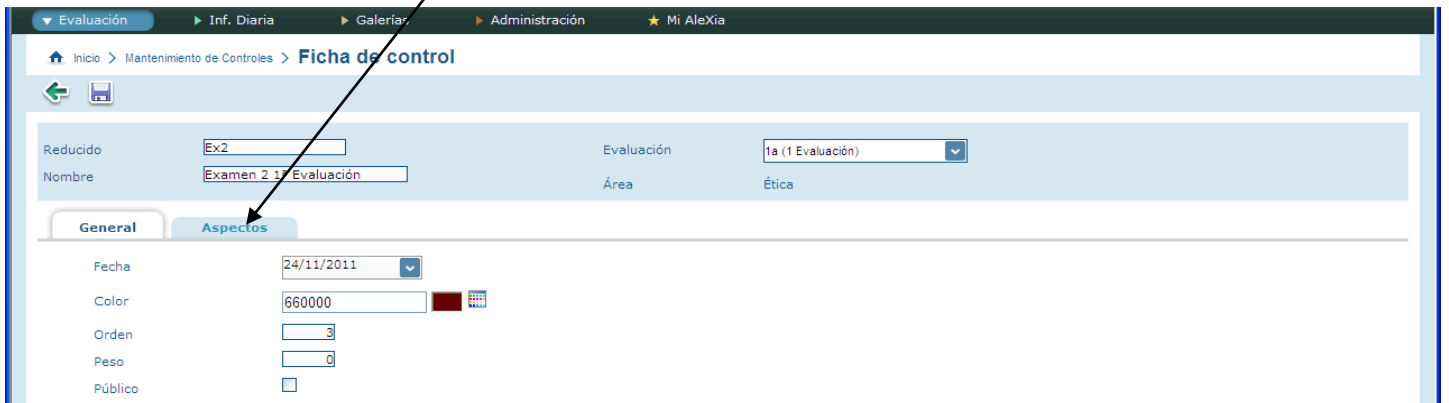 Evaluación Inf. Diaria Galerías Administración Mi AleXia
Inicio > Mantenimiento de Controles > Ficha de control
Reducido Ex2 Evaluación 1a (1 Evaluación)
Nombre Examen 2 1ª Evaluación
Área Ética
General Aspectos
Fecha 24/11/2011
Color 660000
Orden 3
Peso 0
Público